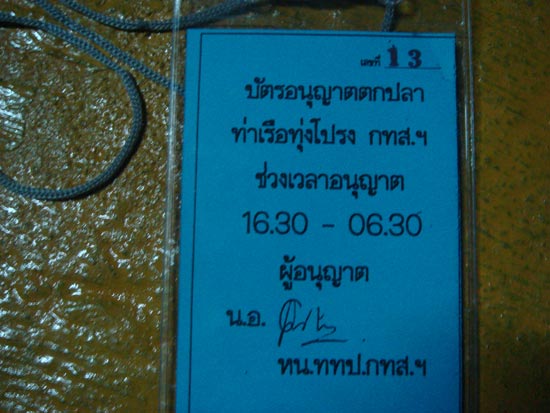 เลขที่ 13
บัตรอนุญาตตกปลา
ท่าเรือทุ่งโปรง กทส.ฯ
ช่วงเวลาอนุญาต
16.30 - 06.30
ผู้อนุญาต
น.อ.
หน.ททป.กทส.ฯ